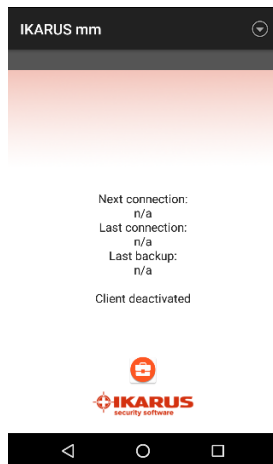 IKARUS mm
Next connection:
n/a
Last connection:
n/a
Last backup:
n/a
Client deactivated
IKARUS
security software